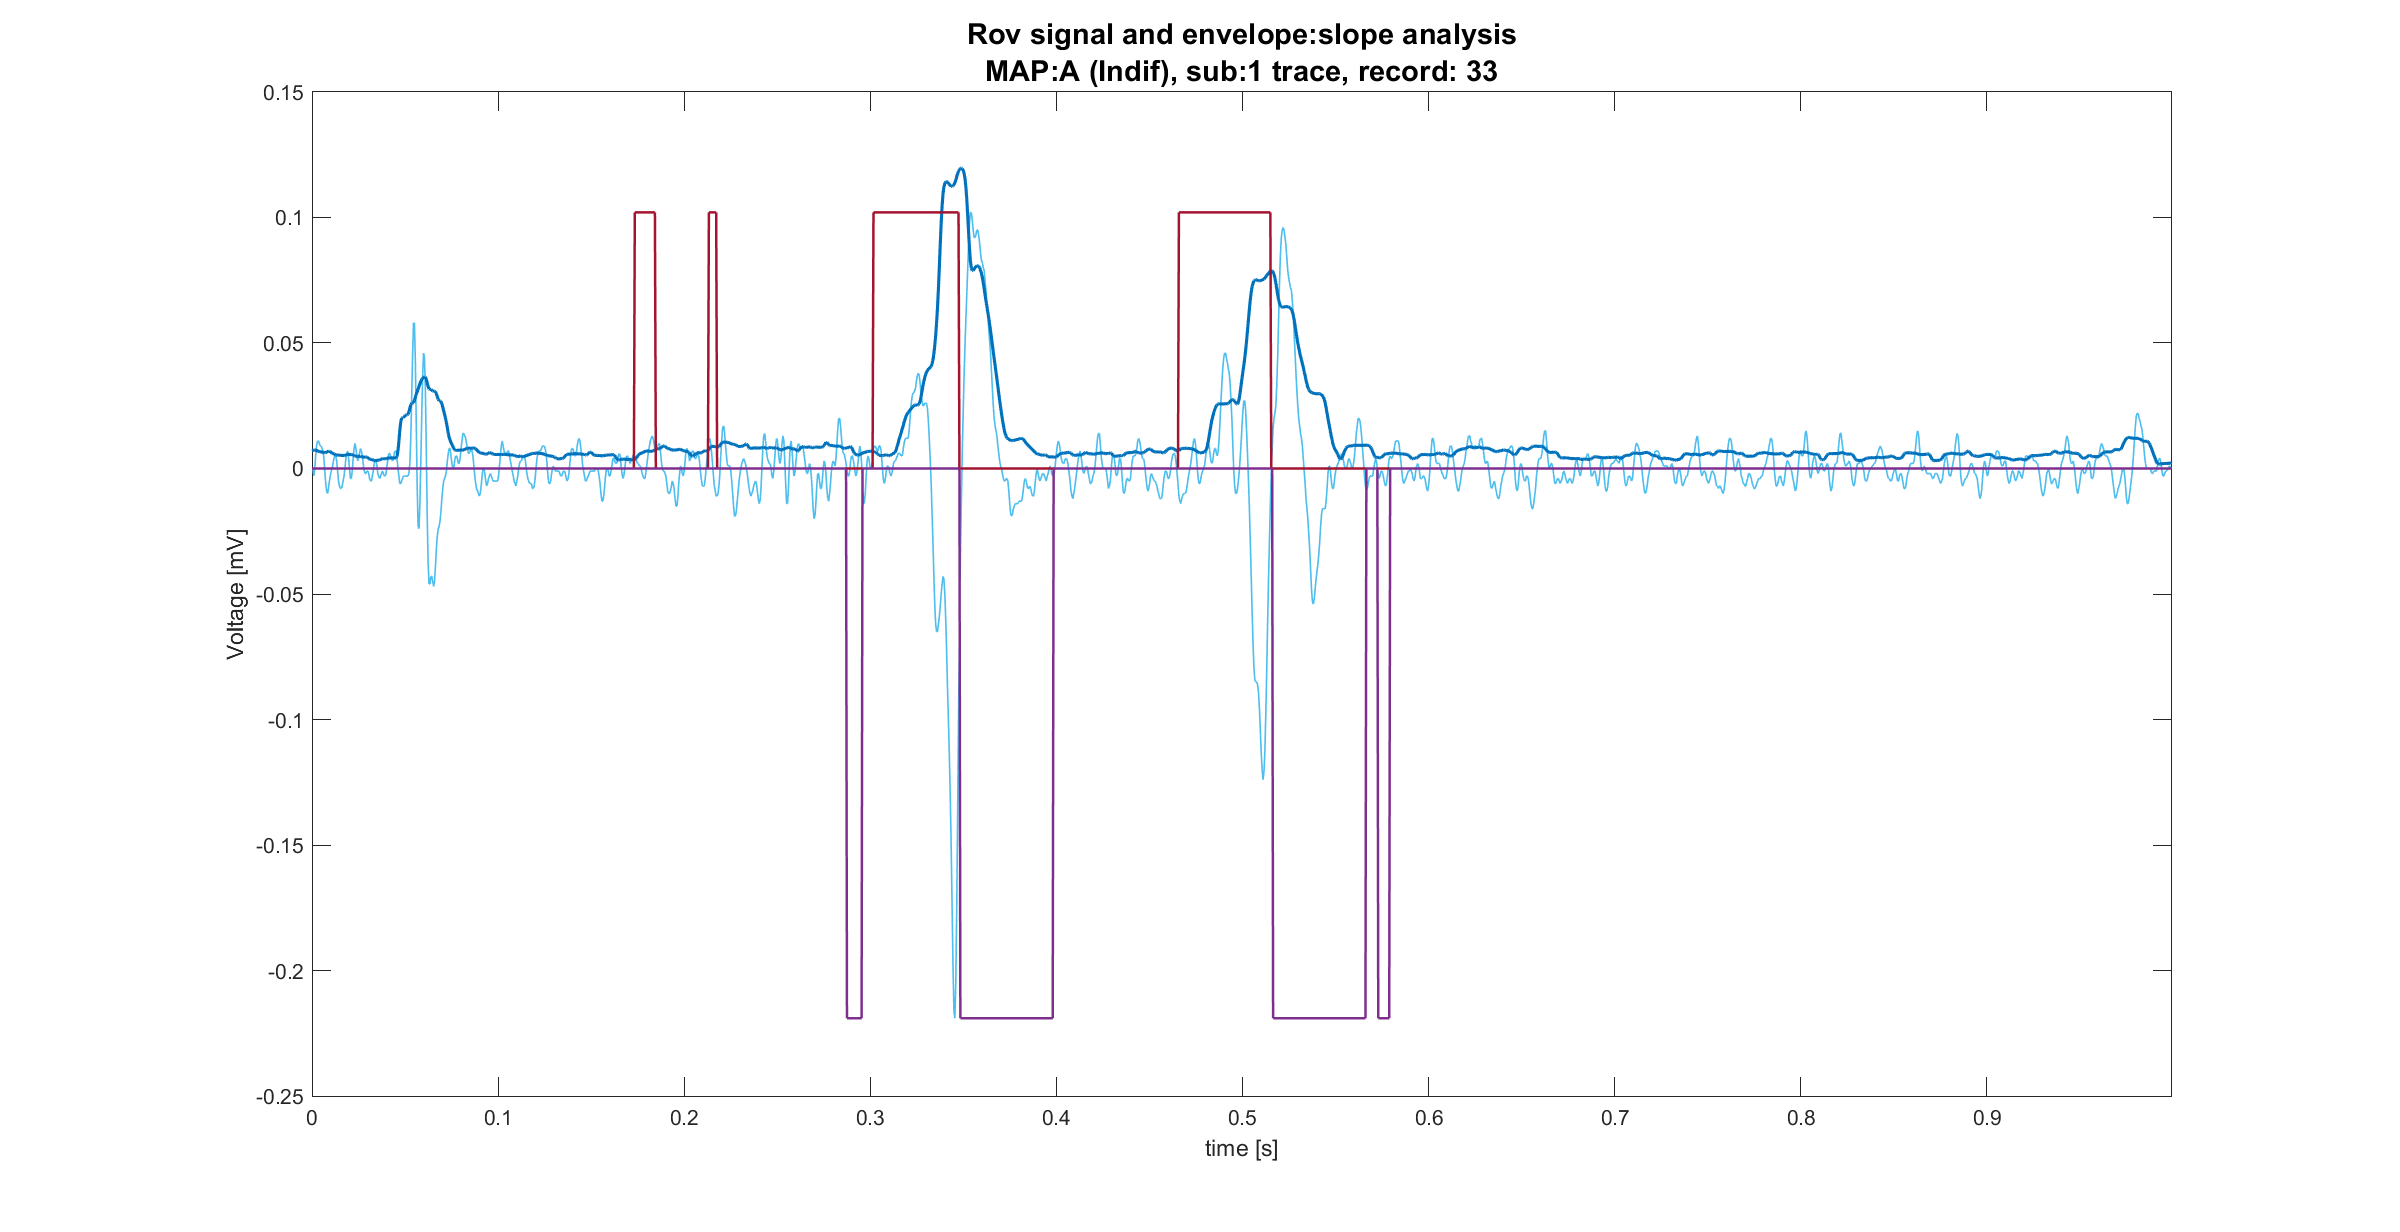 Rov signal and envelope:slope analysis
MAP:A (Indif), sub:1 trace, record: 33
0.15
0.1
0.05
0
-0.05
-0.1
-0.15
-0.2
-0.25
Voltage [mV]
0 0.1 0.2 0.3 0.4 0.5 0.6 0.7 0.8 0.9
time [s]